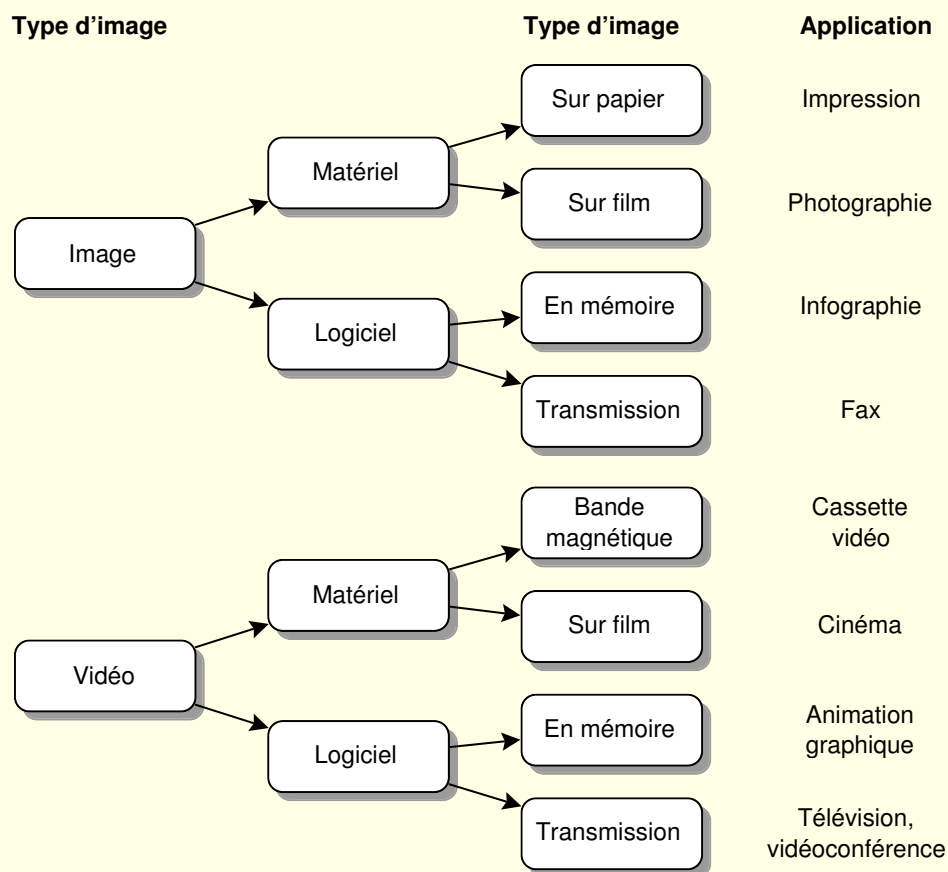 Type d’image
Type d’image
Application
Sur papier
Impression
Matériel
Sur film
Photographie
Image
En mémoire
Infographie
Logiciel
Transmission
Fax
Bande
magnétique
Cassette
vidéo
Matériel
Sur film
Cinéma
Vidéo
En mémoire
Animation
graphique
Logiciel
Transmission
Télévision,
vidéoconférence